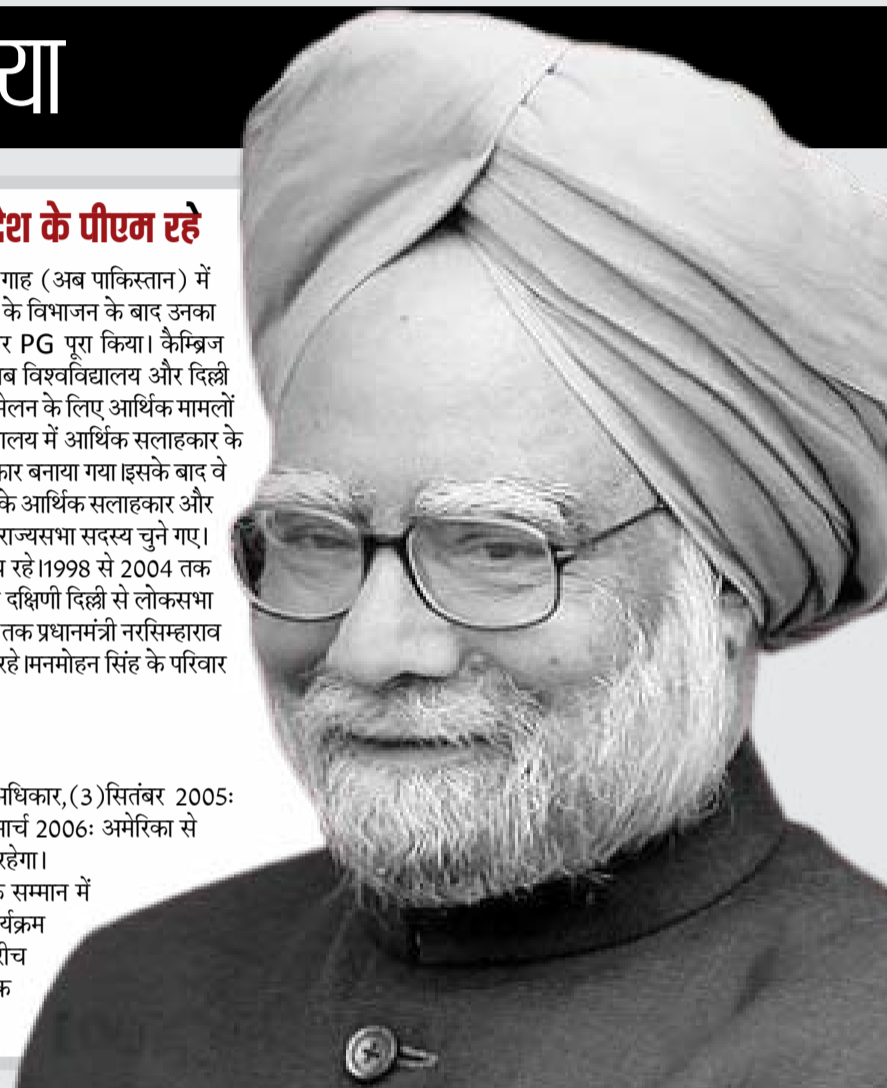 या
देश के पीएम रहे
गाह (अब पाकिस्तान) में
के विभाजन के बाद उनका
र PG पूरा किया। कैम्ब्रिज
ब विश्वविद्यालय और दिल्ली
मेलन के लिए आर्थिक मामलों
ालय में आर्थिक सलाहकार के
कार बनाया गया।इसके बाद वे
के आर्थिक सलाहकार और
राज्यसभा सदस्य चुने गए।
रहे।1998 से 2004 तक
दक्षिणी दिल्ली से लोकसभा
तक प्रधानमंत्री नरसिम्हाराव
रहे।मनमोहन सिंह के परिवार
अधिकार,(3)सितंबर 2005ः
मार्च 2006ः अमेरिका से
रहेगा।
सम्मान में
र्यक्रम
रीच
क